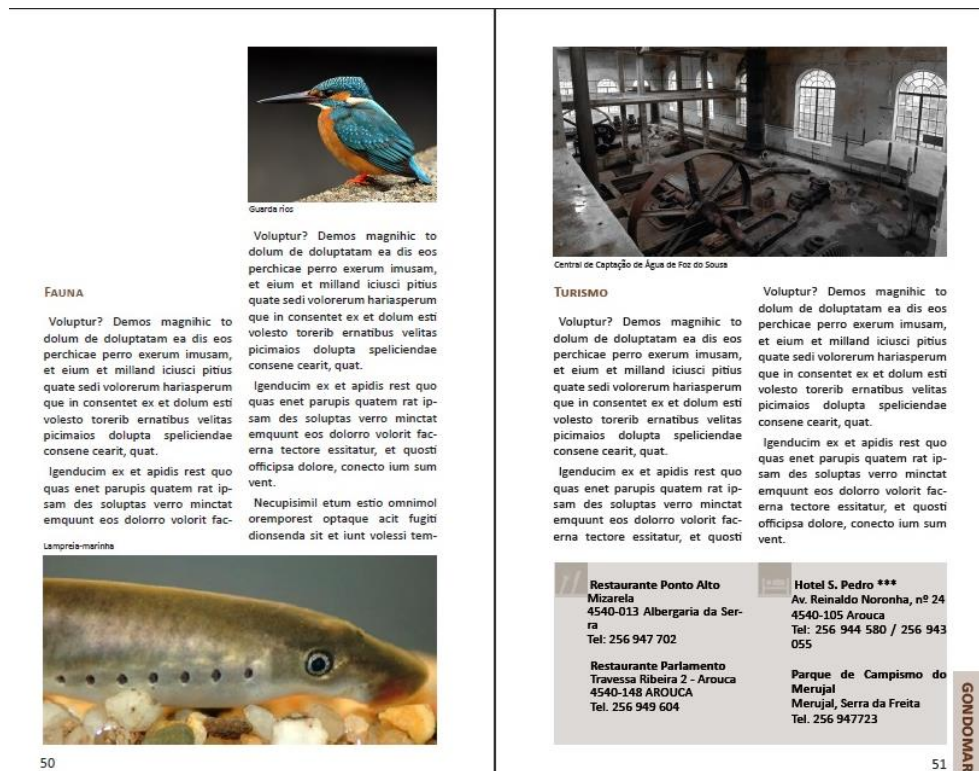 Guarda rios
FAUNA
Voluptur? Demos magnihic to
dolum de doluptatam ea dis eos
perchicae perro exerum imusam,
et eium et milland iciusci pitius
quate sedi volorerum hariasperum
que in consentet ex et dolum esti
volesto torerib ernatibus velitas
picimaios dolupta speliciendae
consene cearit, quat.
Igenducim ex et apidis rest quo
quas enet parupis quatem rat ip-
sam des soluptas verro minctat
emquunt eos dolorro volorit fac-
Voluptur? Demos magnihic to
dolum de doluptatam ea dis eos
perchicae perro exerum imusam,
et eium et milland iciusci pitius
quate sedi volorerum hariasperum
que in consentet ex et dolum esti
volesto torerib ernatibus velitas
picimaios dolupta speliciendae
consene cearit, quat.
Igenducim ex et apidis rest quo
quas enet parupis quatem rat ip-
sam des soluptas verro minctat
emquunt eos dolorro volorit fac-
erna tectore essitatur, et quosti
officipsa dolore, conecto ium sum
vent.
Necupisimil etum estio omnimol
oremporest optaque acit fugiti
dionsenda sit et iunt volessi tem-
Lampreia-marinha
50
Central de Captação de Água de Foz do Sousa
TURISMO
Voluptur? Demos magnihic to
dolum de doluptatam ea dis eos
perchicae perro exerum imusam,
et eium et milland iciusci pitius
quate sedi volorerum hariasperum
que in consentet ex et dolum esti
volesto torerib ernatibus velitas
picimaios dolupta speliciendae
consene cearit, quat.
Igenducim ex et apidis rest quo
quas enet parupis quatem rat ip-
sam des soluptas verro minctat
emquunt eos dolorro volorit fac-
erna tectore essitatur, et quosti
Voluptur? Demos magnihic to
dolum de doluptatam ea dis eos
perchicae perro exerum imusam,
et eium et milland iciusci pitius
quate sedi volorerum hariasperum
que in consentet ex et dolum esti
volesto torerib ernatibus velitas
picimaios dolupta speliciendae
consene cearit, quat.
Igenducim ex et apidis rest quo
quas enet parupis quatem rat ip-
sam des soluptas verro minctat
emquunt eos dolorro volorit fac-
erna tectore essitatur, et quosti
officipsa dolore, conecto ium sum
vent.
Restaurante Ponto Alto
Mizarela
4540-013 Albergaria da Ser-
ra
Tel: 256 947 702
Restaurante Parlamento
Travessa Ribeira 2 - Arouca
4540-148 AROUCA
Tel. 256 949 604
Hotel S. Pedro ***
Av. Reinaldo Noronha, nº 24
4540-105 Arouca
Tel: 256 944 580 / 256 943
055
Parque de Campismo do
Merujal
Merujal, Serra da Freita
Tel. 256 947723
GONDOMAR
51